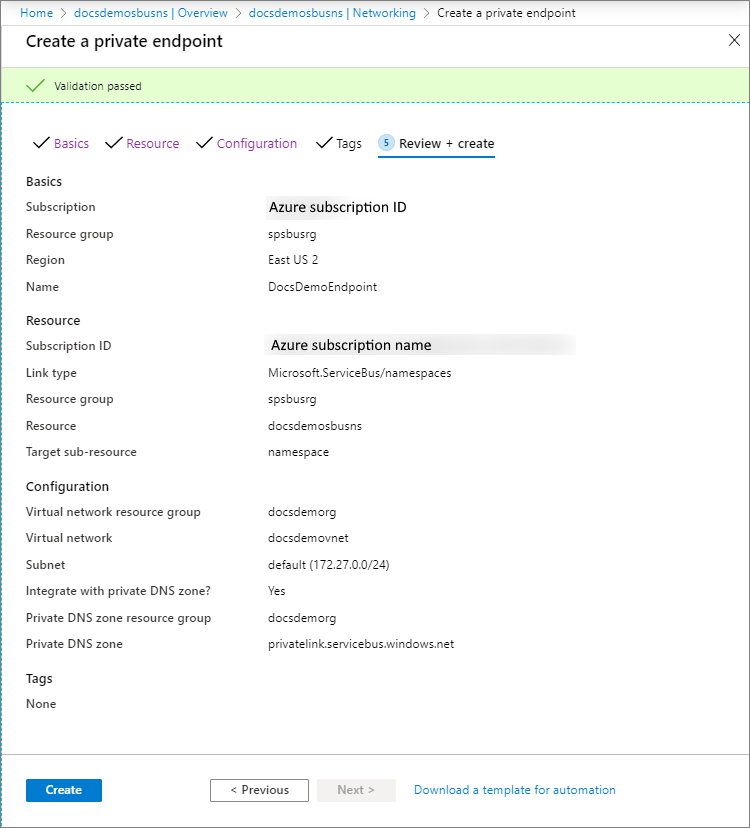 Home > docsdemosbusns | Overview > docsdemosbusns | Networking > Create a private endpoint
Create a private endpoint
Validation passed
Basics Resource Configuration Tags 5 Review + create
Basics
Subscription Azure subscription ID
Resource group spsbusrg
Region East US 2
Name DocsDemoEndpoint
Resource
Subscription ID Azure subscription name
Link type Microsoft.ServiceBus/namespaces
Resource group spsbusrg
Resource docsdemosbusns
Target sub-resource namespace
Configuration
Virtual network resource group docsdemorg
Virtual network docsdemovnet
Subnet default (172.27.0.0/24)
Integrate with private DNS zone? Yes
Private DNS zone resource group docsdemorg
Private DNS zone privatelink.servicebus.windows.net
Tags
None
Create < Previous Next > Download a template for automation